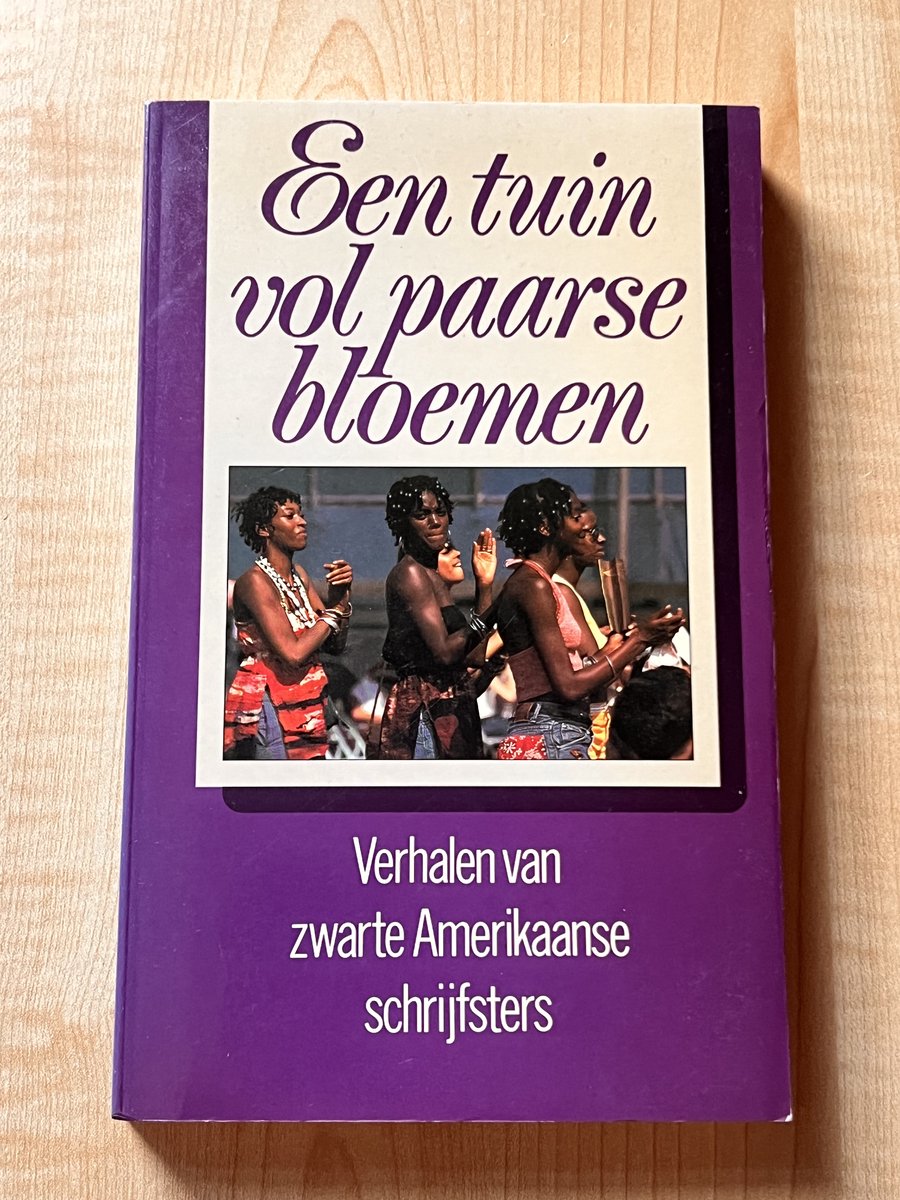 Een tuin
vol paarse
bloemen
Verhalen van
zwarte Amerikaanse
schrijfsters